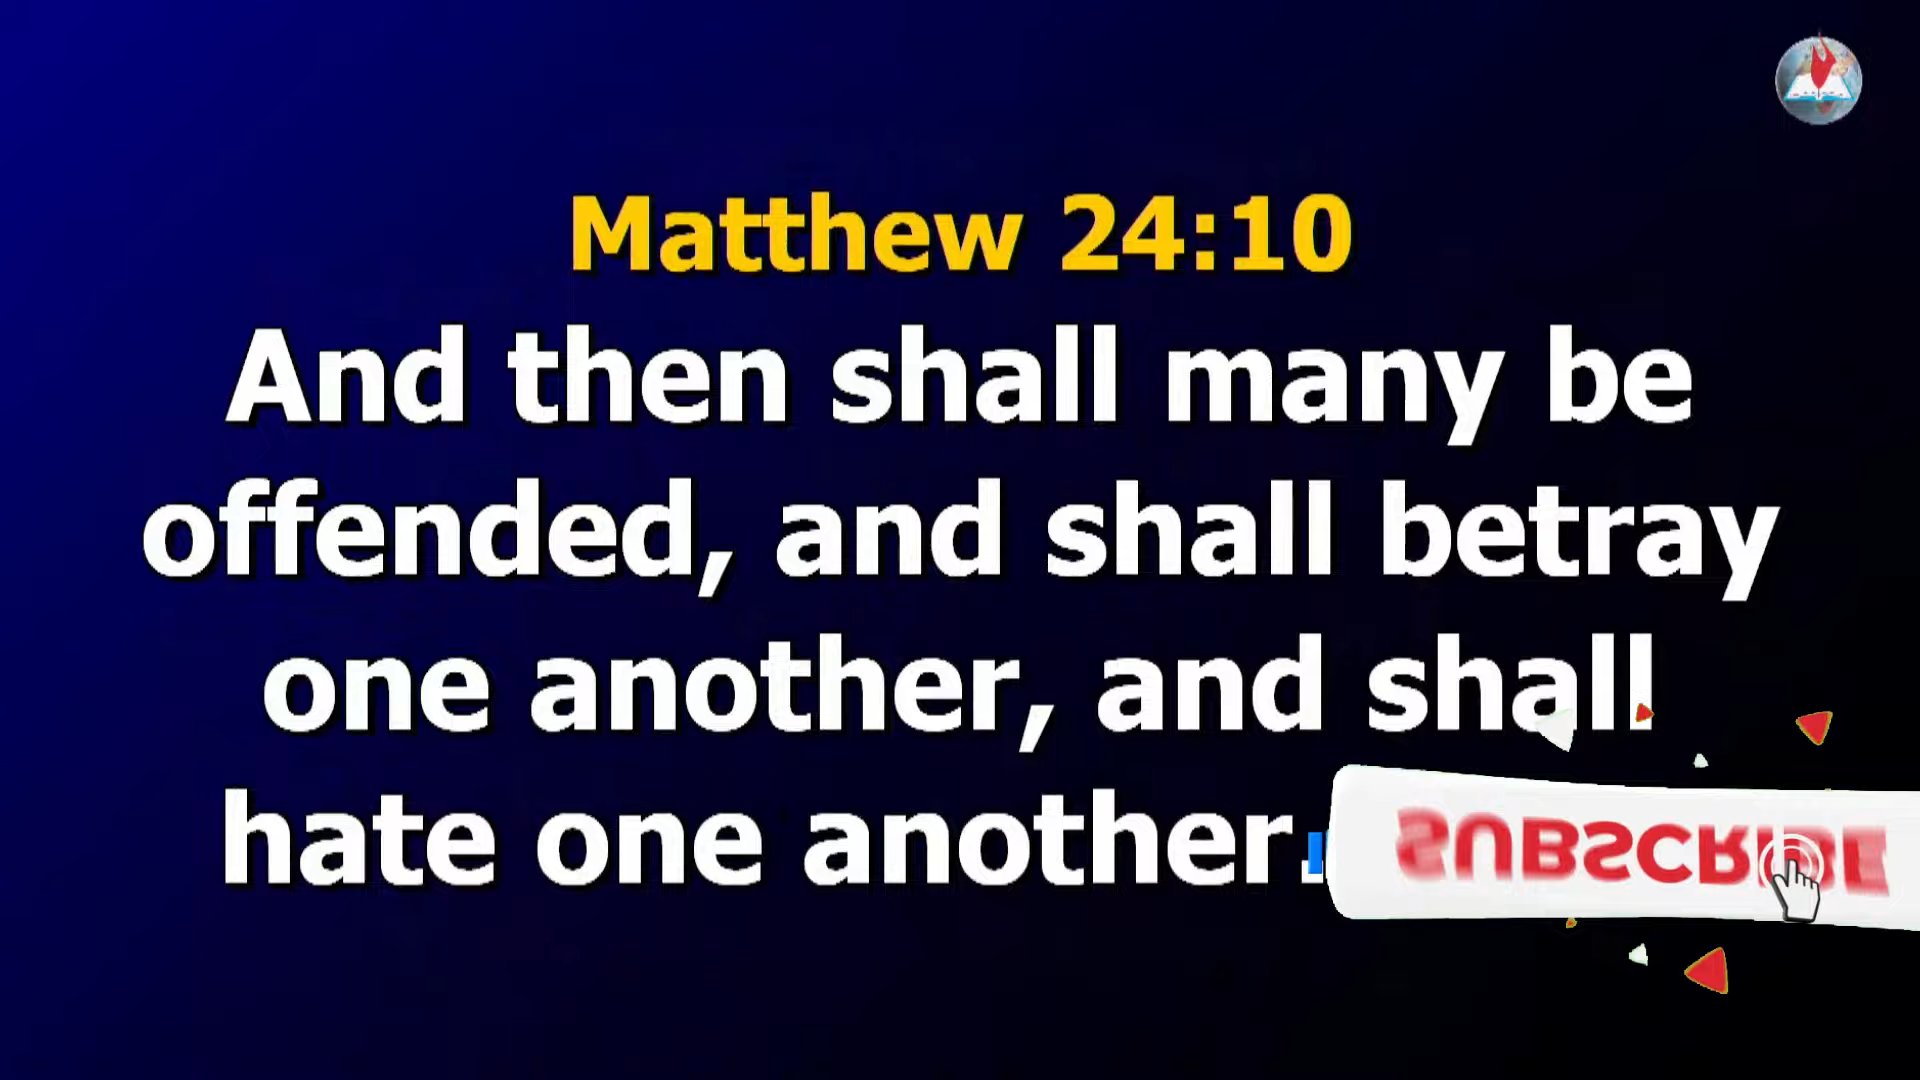 Matthew 24:10
And then shall many be
offended, and shall betray
one another, and shall
hate one another.
SUBSCRIBE